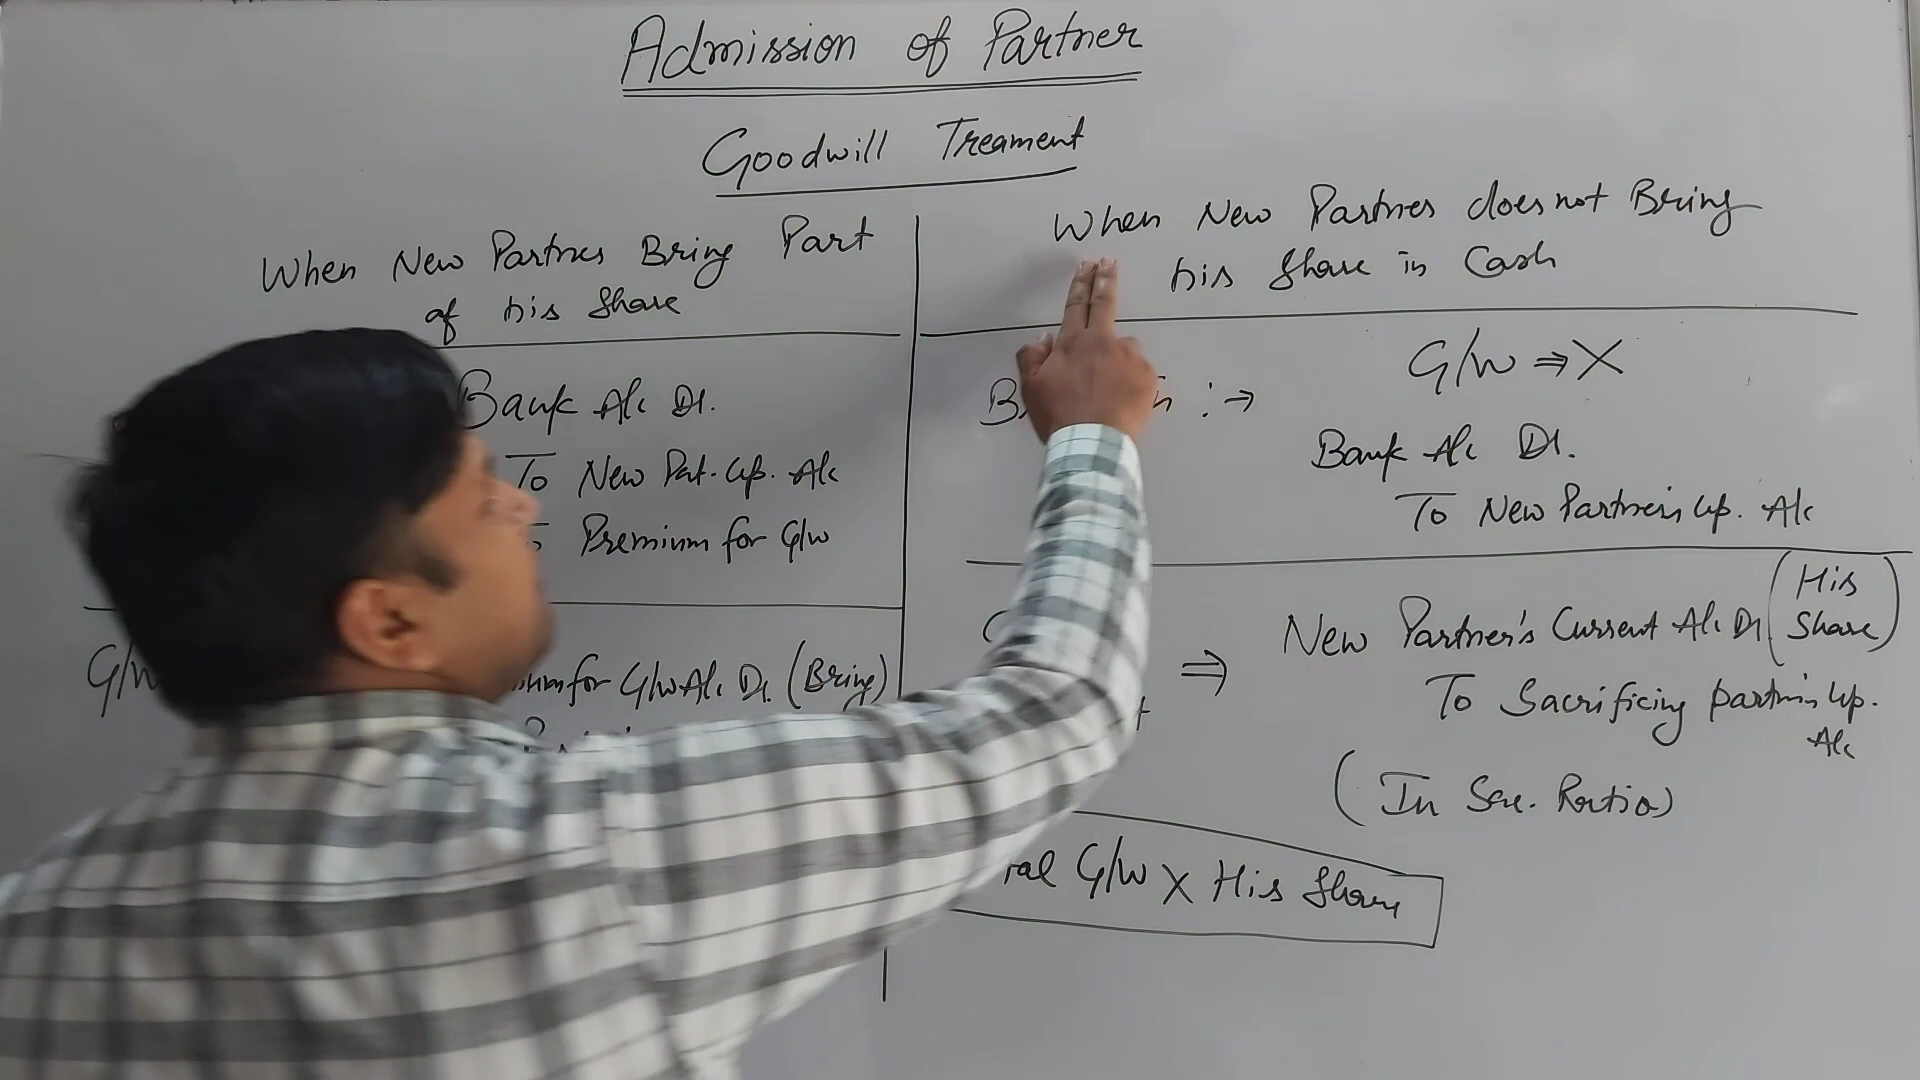 Admission of Partner
Goodwill Treament
When New Partner Bring Part
of his Share
Bank A/c Dr.
To New Pat. Cap. A/c
Premium for G/w
G/w
for G/w A/c Dr. (Bring)
When New Partner does not Bring
his Share in Cash
G/w ⇒ X
:→
Bank A/c Dr.
To New Partner's Cap. A/c
⇒ New Partner's Current A/c Dr (His Share)
To Sacrificing partner's Cap. A/c
(In Sac. Ratio)
G/w X His Share